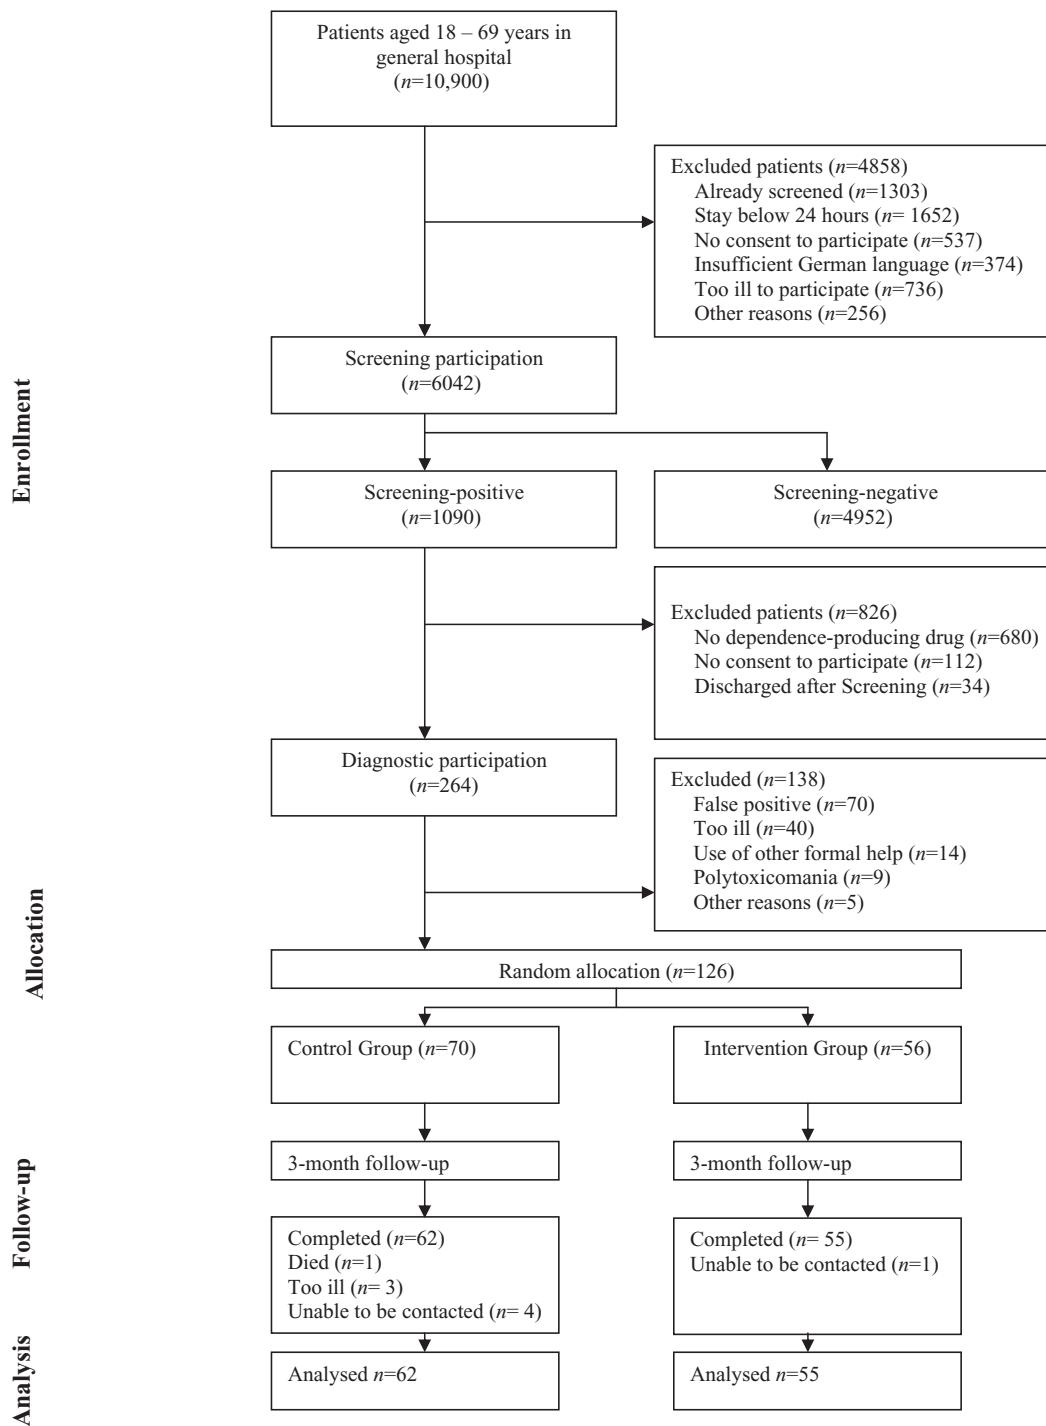 Patients aged 18 – 69 years in
general hospital
(n=10,900)
Excluded patients (n=4858)
Already screened (n=1303)
Stay below 24 hours (n= 1652)
No consent to participate (n=537)
Insufficient German language (n=374)
Too ill to participate (n=736)
Other reasons (n=256)
Enrollment
Screening participation
(n=6042)
Screening-positive
(n=1090)
Screening-negative
(n=4952)
Excluded patients (n=826)
No dependence-producing drug (n=680)
No consent to participate (n=112)
Discharged after Screening (n=34)
Diagnostic participation
(n=264)
Excluded (n=138)
False positive (n=70)
Too ill (n=40)
Use of other formal help (n=14)
Polytoxicomania (n=9)
Other reasons (n=5)
Allocation
Random allocation (n=126)
Control Group (n=70)
Intervention Group (n=56)
Follow-up
3-month follow-up
3-month follow-up
Completed (n=62)
Died (n=1)
Too ill (n= 3)
Unable to be contacted (n= 4)
Completed (n= 55)
Unable to be contacted (n=1)
Analysis
Analysed n=62
Analysed n=55